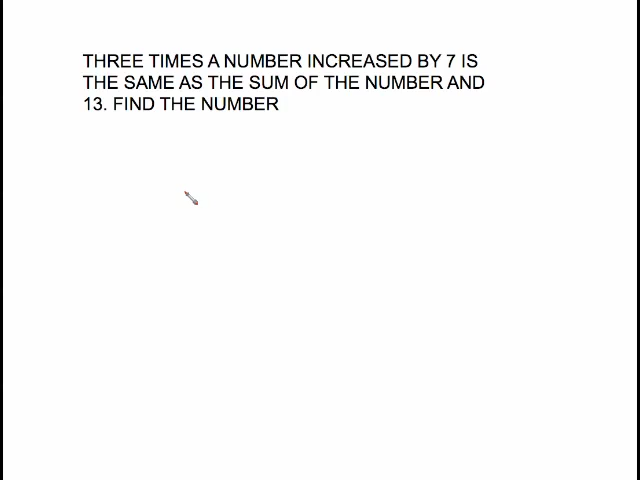 THREE TIMES A NUMBER INCREASED BY 7 IS
THE SAME AS THE SUM OF THE NUMBER AND
13. FIND THE NUMBER